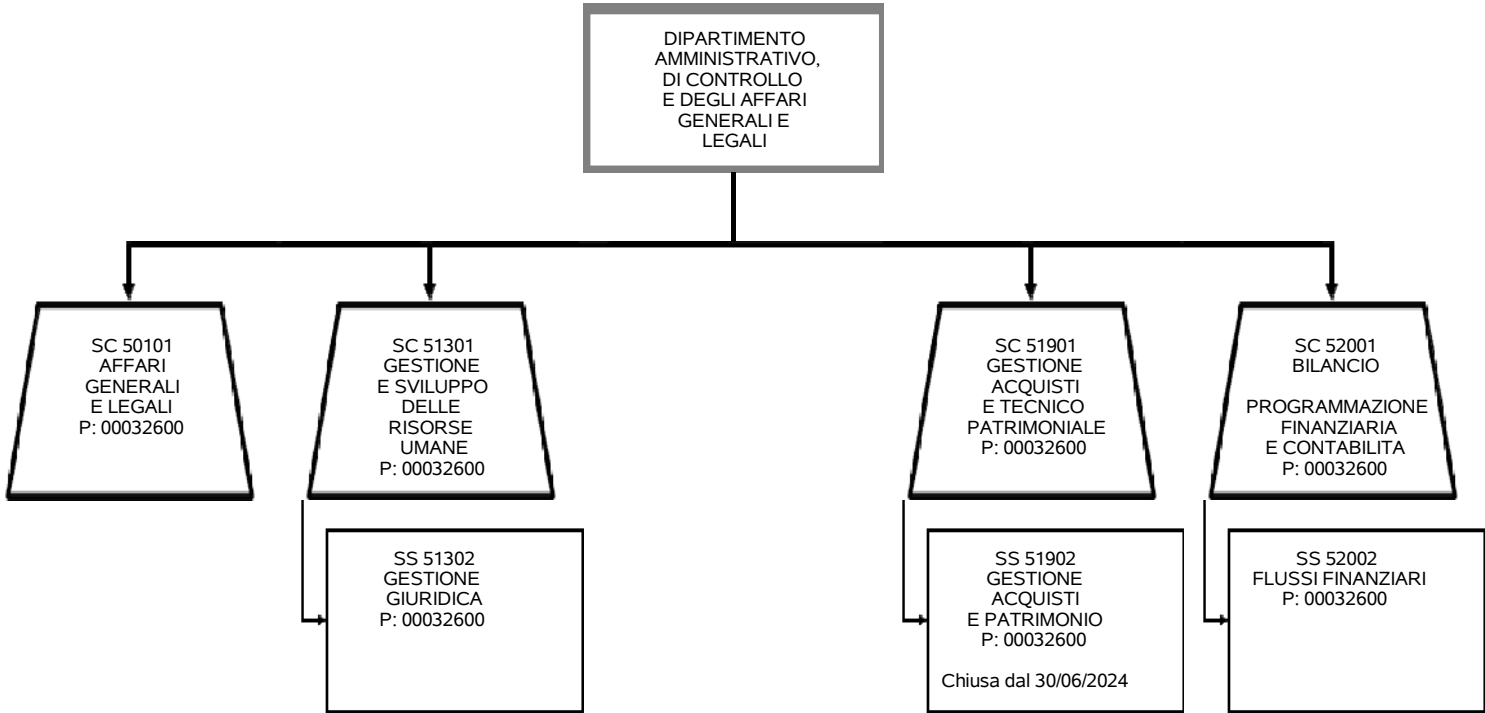 DIPARTIMENTO
AMMINISTRATIVO,
DI CONTROLLO
E DEGLI AFFARI
GENERALI E
LEGALI
SC 50101
AFFARI
GENERALI
E LEGALI
P: 00032600
SC 51301
GESTIONE
E SVILUPPO
DELLE
RISORSE
UMANE
P: 00032600
SC 51901
GESTIONE
ACQUISTI
E TECNICO
PATRIMONIALE
P: 00032600
SC 52001
BILANCIO
PROGRAMMAZIONE
FINANZIARIA
E CONTABILITA
P: 00032600
SS 51302
GESTIONE
GIURIDICA
P: 00032600
SS 51902
GESTIONE
ACQUISTI
E PATRIMONIO
P: 00032600
Chiusa dal 30/06/2024
SS 52002
FLUSSI FINANZIARI
P: 00032600